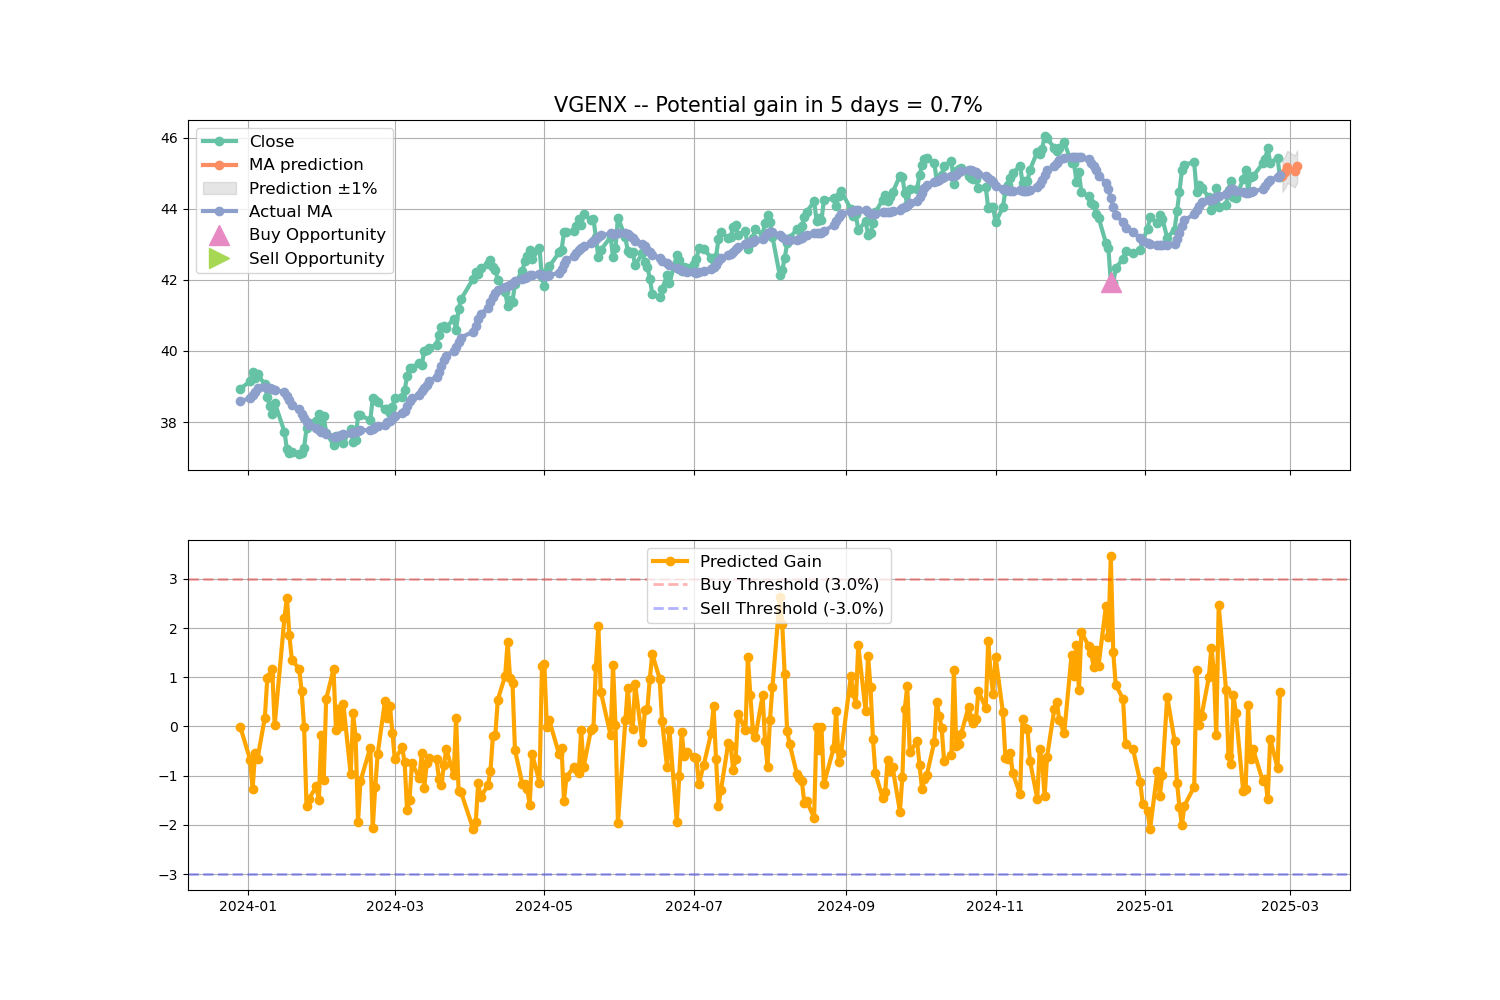 VGENX -- Potential gain in 5 days = 0.7%
46
44
42
40
38
Close
MA prediction
Prediction ±1%
Actual MA
Buy Opportunity
Sell Opportunity
3
2
1
0
−1
−2
−3
Predicted Gain
Buy Threshold (3.0%)
Sell Threshold (-3.0%)
2024-01
2024-03
2024-05
2024-07
2024-09
2024-11
2025-01
2025-03